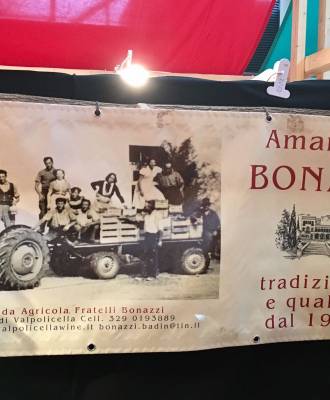 da Agricola Fratelli Bonazzi
di Valpolicella Cell. 329 0193889
valpolicellawine.it bonazzi.badin@tin.it
Amar
BONA
tradizi
e qual
dal 19